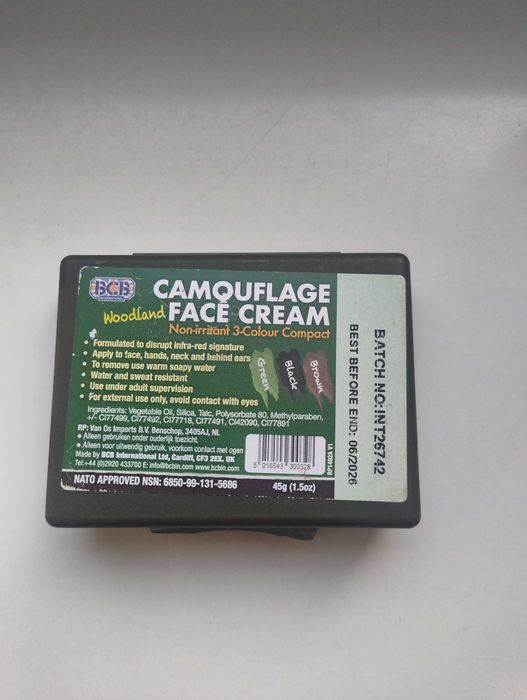 BCB
INTERNATIONAL
Woodland
CAMOUFLAGE
FACE CREAM
Non-irritant 3-Colour Compact
• Formulated to disrupt infra-red signature
• Apply to face, hands, neck and behind ears
• To remove use warm soapy water
• Water and sweat resistant
• Use under adult supervision
• For external use only, avoid contact with eyes
Green
Black
Brown
Ingredients: Vegetable Oil, Silica, Talc, Polysorbate 80, Methylparaben,
+/- CI77499, CI77492, CI77718, CI77491, CI42090, CI77891
RP: Van Os Imports B.V. Benschop, 3405AJ, NL.
• Alleen gebruiken onder ouderlijk toezicht.
• Alleen voor uitwendig gebruik, voorkom contact met ogen
Made by BCB International Ltd, Cardiff, CF3 2EX. UK
Tel:+44 (0)2920 433700 E: info@bcbin.com www.bcbin.com
5 016543 300328
NATO APPROVED NSN: 6850-99-131-5686
45g (1.5oz)
BATCH NO:INT26742
BEST BEFORE END: 06/2026